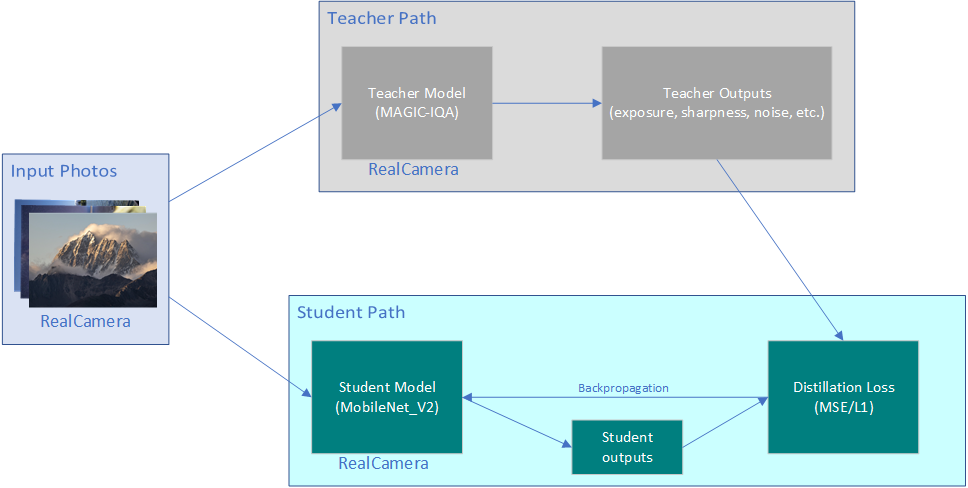 Teacher Path
Teacher Model
(MAGIC-IQA)
RealCamera
Teacher Outputs
(exposure, sharpness, noise, etc.)
Input Photos
RealCamera
Student Path
Student Model
(MobileNet_V2)
RealCamera
Backpropagation
Student
outputs
Distillation Loss
(MSE/L1)